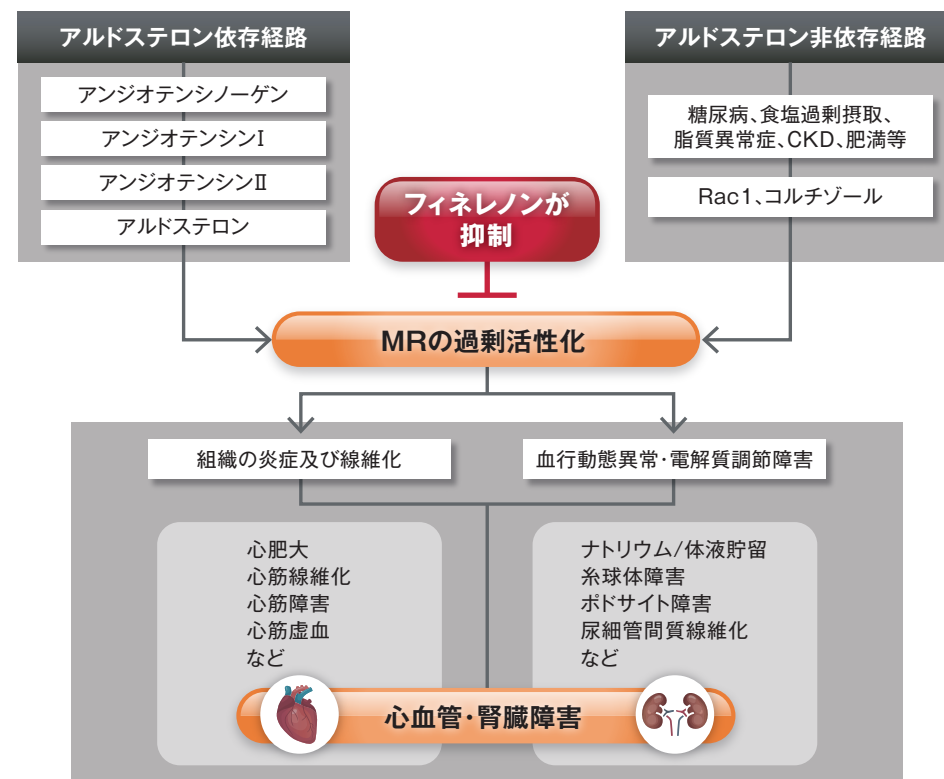 アルドステロン依存経路
アンジオテンシノーゲン
アンジオテンシンI
アンジオテンシンII
アルドステロン
アルドステロン非依存経路
糖尿病、食塩過剰摂取、
脂質異常症、CKD、肥満等
Rac1、コルチゾール
フィネレノンが
抑制
MRの過剰活性化
組織の炎症及び線維化
血行動態異常・電解質調節障害
心肥大
心筋線維化
心筋障害
心筋虚血
など
ナトリウム/体液貯留
糸球体障害
ポドサイト障害
尿細管間質線維化
など
心血管・腎臓障害